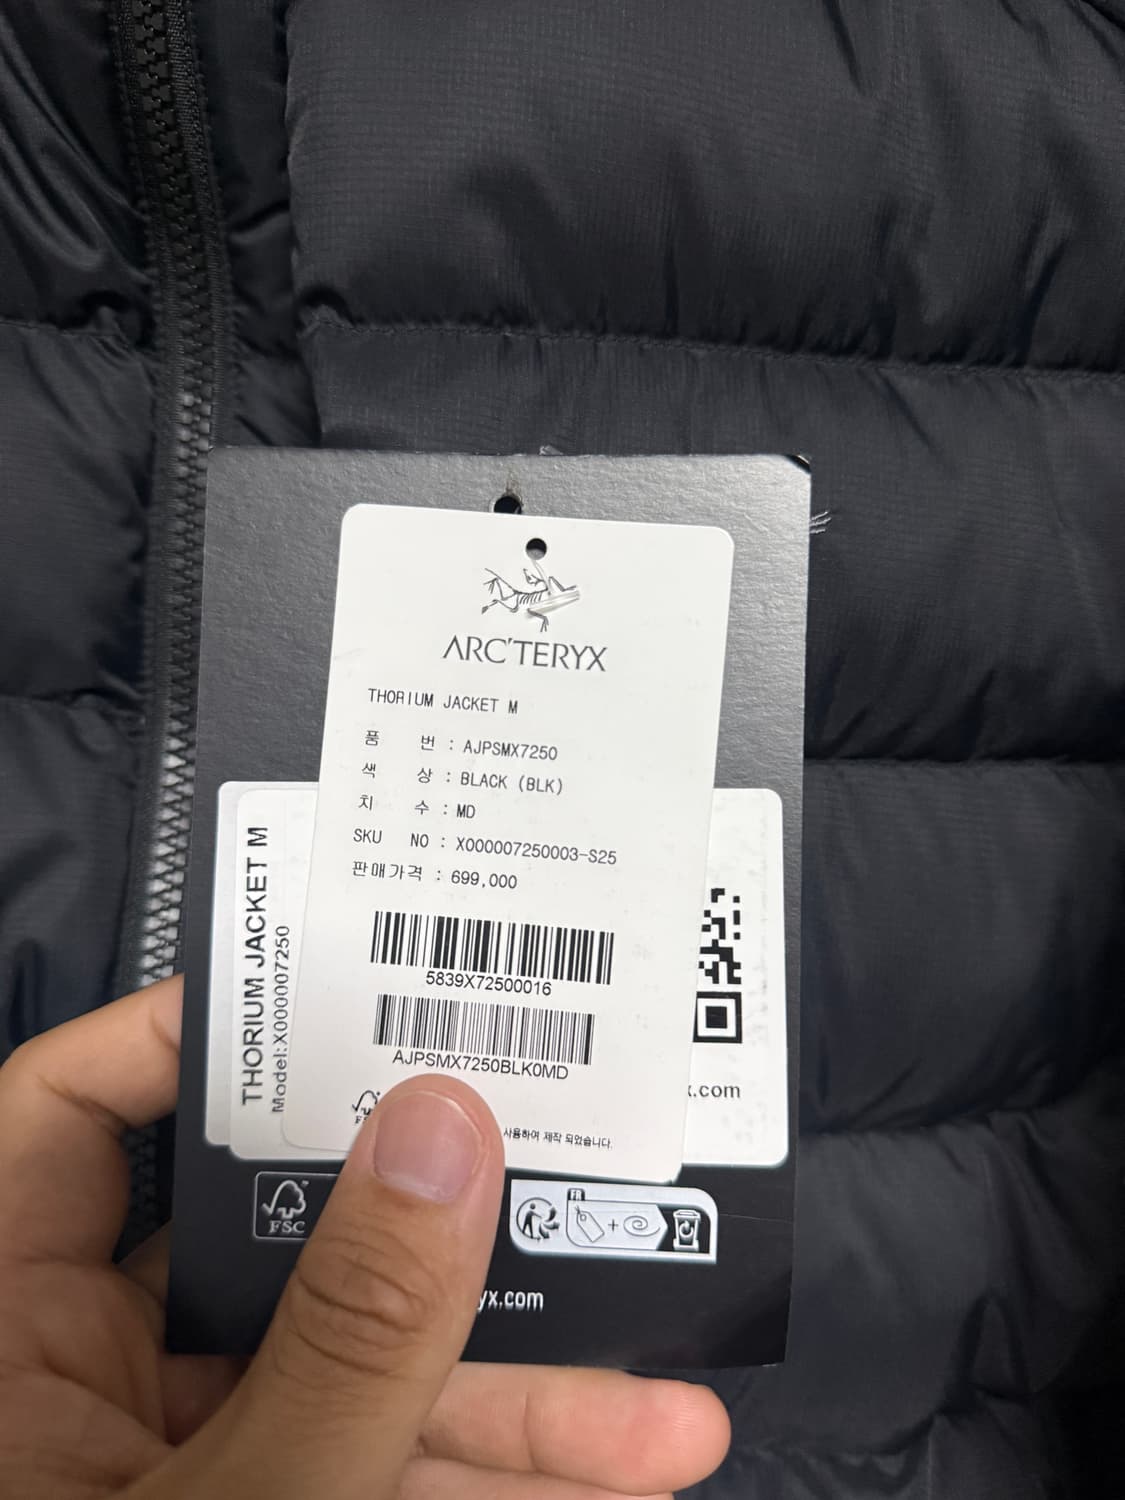 ARC'TERYX
THORIUM JACKET M
품 번 : AJPSMX7250
색 상 : BLACK (BLK)
치 수 : MD
SKU NO : X000007250003-S25
판매가격 : 699,000
5839X72500016
AJPSMX7250BLK0MD
사용하여 제작 되었습니다.
THORIUM JACKET M
Model:X000007250
.com
FSC
FR
yx.com